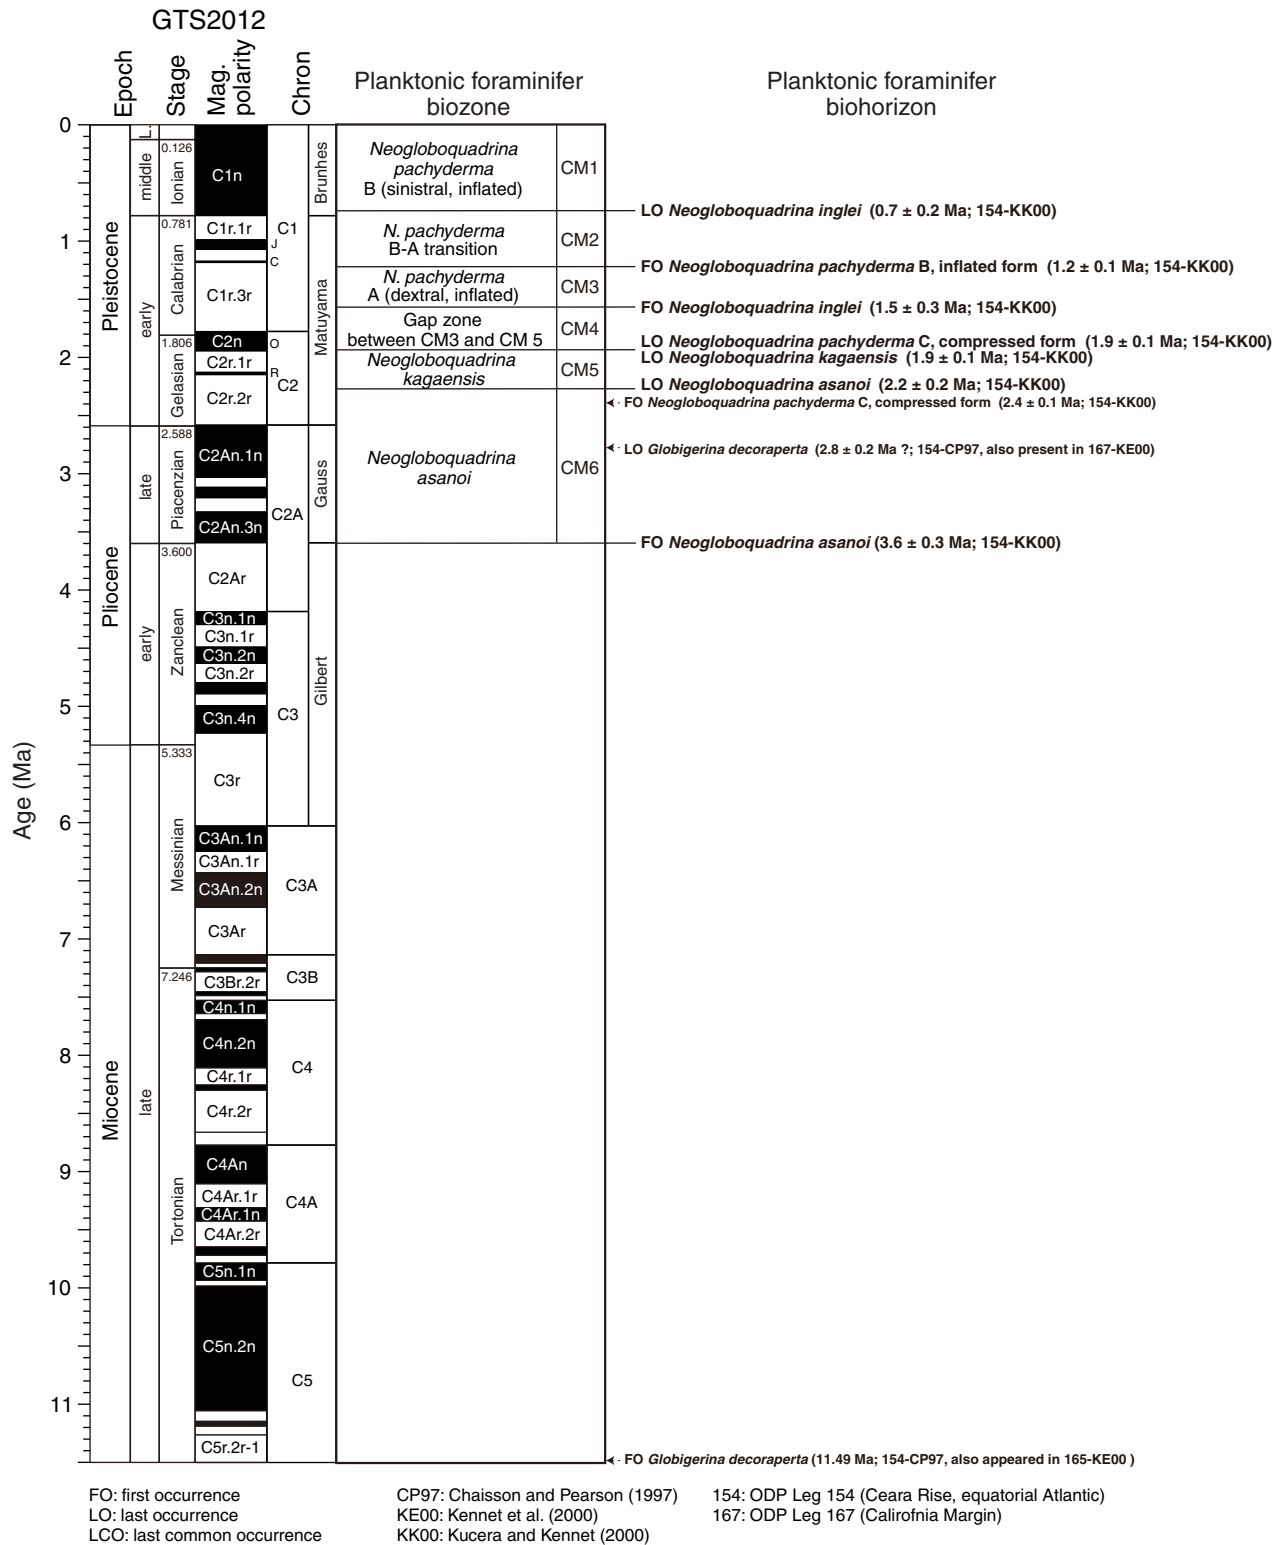 GTS2012
Epoch
Stage
Mag. polarity
Chron
Planktonic foraminifer
biozone
Planktonic foraminifer
biohorizon
Age (Ma)
0
1
2
3
4
5
6
7
8
9
10
11
Pleistocene
Pliocene
Miocene
L.
middle
early
late
early
late
0.126
Ionian
0.781
Calabrian
1.806
Gelasian
2.588
Piacenzian
3.600
Zanclean
5.333
Messinian
7.246
Tortonian
C1n
C1r.1r
C1r.3r
C2n
C2r.1r
C2r.2r
C2An.1n
C2An.3n
C2Ar
C3n.1n
C3n.1r
C3n.2n
C3n.2r
C3n.4n
C3r
C3An.1n
C3An.1r
C3An.2n
C3Ar
C3Br.2r
C4n.1n
C4n.2n
C4r.1r
C4r.2r
C4An
C4Ar.1r
C4Ar.1n
C4Ar.2r
C5n.1n
C5n.2n
C5r.2r-1
C1
J
C
O
R
C2
C2A
C3
C3A
C3B
C4
C4A
C5
Brunhes
Matuyama
Gauss
Gilbert
Neogloboquadrina
pachyderma
B (sinistral, inflated)
CM1
N. pachyderma
B-A transition
CM2
N. pachyderma
A (dextral, inflated)
CM3
Gap zone
between CM3 and CM 5
CM4
Neogloboquadrina
kagaensis
CM5
Neogloboquadrina
asanoi
CM6
LO Neogloboquadrina inglei (0.7 ± 0.2 Ma; 154-KK00)
FO Neogloboquadrina pachyderma B, inflated form (1.2 ± 0.1 Ma; 154-KK00)
FO Neogloboquadrina inglei (1.5 ± 0.3 Ma; 154-KK00)
LO Neogloboquadrina pachyderma C, compressed form (1.9 ± 0.1 Ma; 154-KK00)
LO Neogloboquadrina kagaensis (1.9 ± 0.1 Ma; 154-KK00)
LO Neogloboquadrina asanoi (2.2 ± 0.2 Ma; 154-KK00)
FO Neogloboquadrina pachyderma C, compressed form (2.4 ± 0.1 Ma; 154-KK00)
LO Globigerina decoraperta (2.8 ± 0.2 Ma ?; 154-CP97, also present in 167-KE00)
FO Neogloboquadrina asanoi (3.6 ± 0.3 Ma; 154-KK00)
FO Globigerina decoraperta (11.49 Ma; 154-CP97, also appeared in 165-KE00 )
FO: first occurrence
LO: last occurrence
LCO: last common occurrence
CP97: Chaisson and Pearson (1997)
KE00: Kennet et al. (2000)
KK00: Kucera and Kennet (2000)
154: ODP Leg 154 (Ceara Rise, equatorial Atlantic)
167: ODP Leg 167 (Calirofnia Margin)